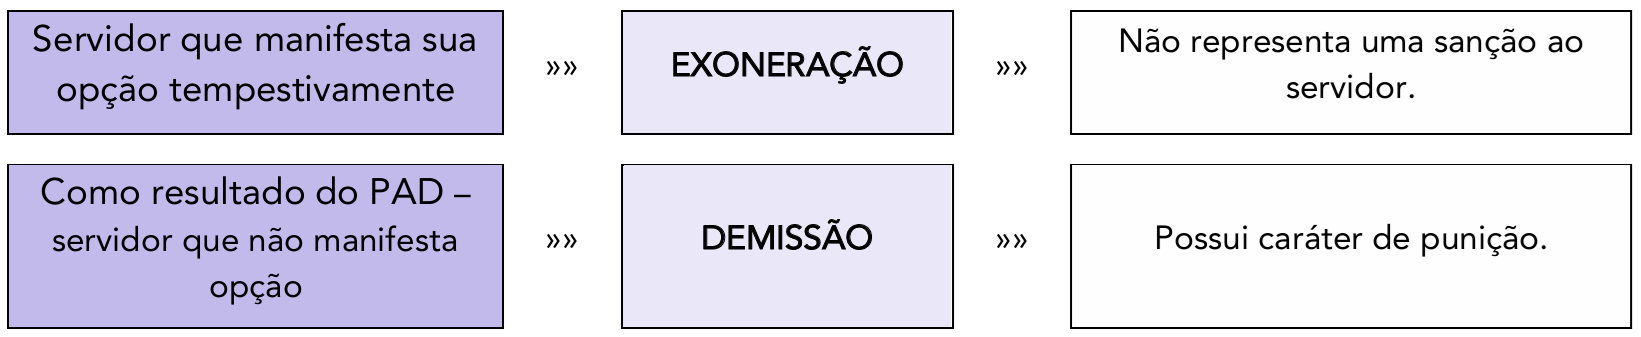 Servidor que manifesta sua
opção tempestivamente
»»
EXONERAÇÃO
»»
Não representa uma sanção ao
servidor.
Como resultado do PAD –
servidor que não manifesta
opção
»»
DEMISSÃO
»»
Possui caráter de punição.